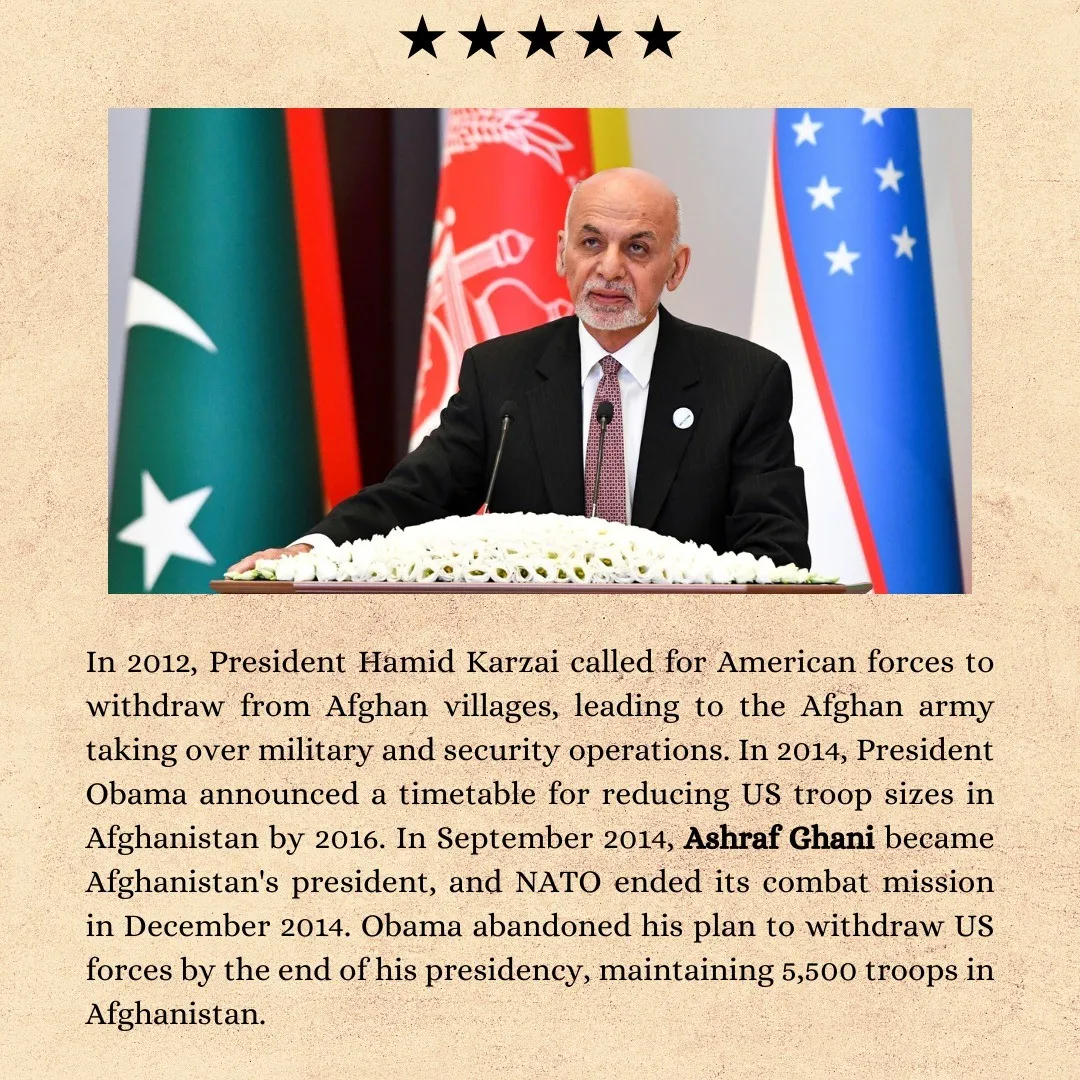 In 2012, President Hamid Karzai called for American forces to
withdraw from Afghan villages, leading to the Afghan army
taking over military and security operations. In 2014, President
Obama announced a timetable for reducing US troop sizes in
Afghanistan by 2016. In September 2014, Ashraf Ghani became
Afghanistan's president, and NATO ended its combat mission
in December 2014. Obama abandoned his plan to withdraw US
forces by the end of his presidency, maintaining 5,500 troops in
Afghanistan.